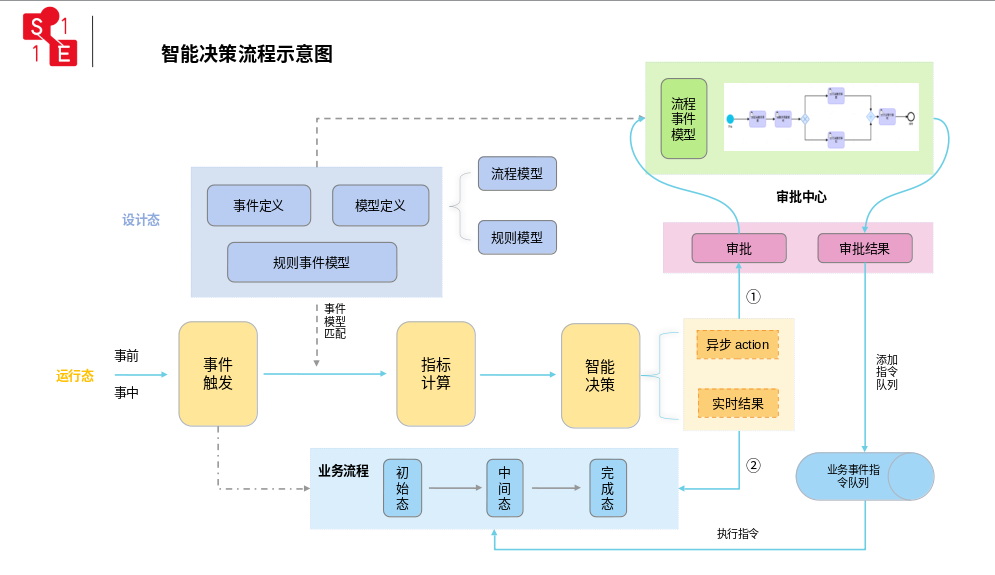 S 1
1 E
智能决策流程示意图
流程
事件
模型
审批中心
设计态
事件定义
模型定义
规则事件模型
流程模型
规则模型
审批
审批结果
①
事件
模型
匹配
添加
指令
队列
运行态
事前
事中
事件
触发
指标
计算
智能
决策
异步 action
实时结果
②
业务流程
初
始
态
中
间
态
完
成
态
业务事件指
令队列
执行指令